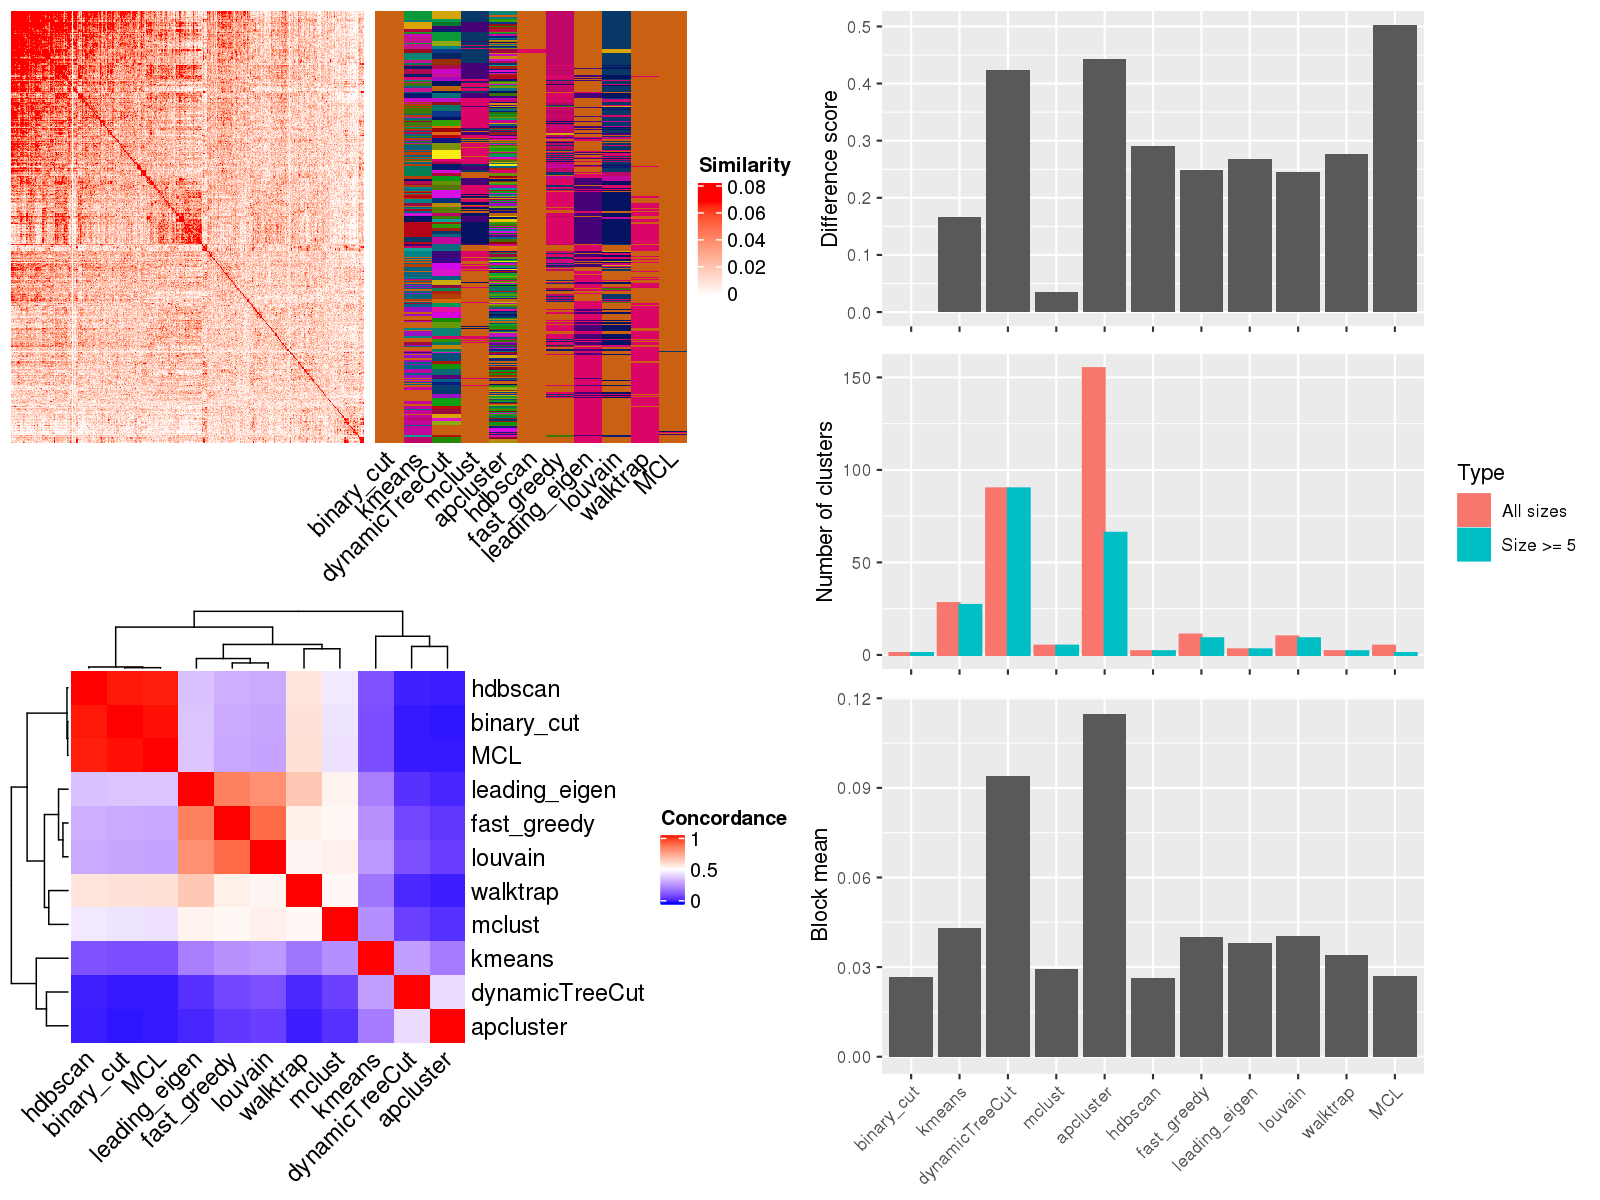 Similarity
0.08
0.06
0.04
0.02
0
binary_cut
kmeans
dynamicTreeCut
mclust
apcluster
hdbscan
fast_greedy
leading_eigen
louvain
walktrap
MCL
hdbscan
binary_cut
MCL
leading_eigen
fast_greedy
louvain
walktrap
mclust
kmeans
dynamicTreeCut
apcluster
hdbscan
binary_cut
MCL
leading_eigen
fast_greedy
louvain
walktrap
mclust
kmeans
dynamicTreeCut
apcluster
Concordance
1
0.5
0
Difference score
0.5
0.4
0.3
0.2
0.1
0.0
Number of clusters
150
100
50
0
Type
All sizes
Size >= 5
Block mean
0.12
0.09
0.06
0.03
0.00
binary_cut
kmeans
dynamicTreeCut
mclust
apcluster
hdbscan
fast_greedy
leading_eigen
louvain
walktrap
MCL